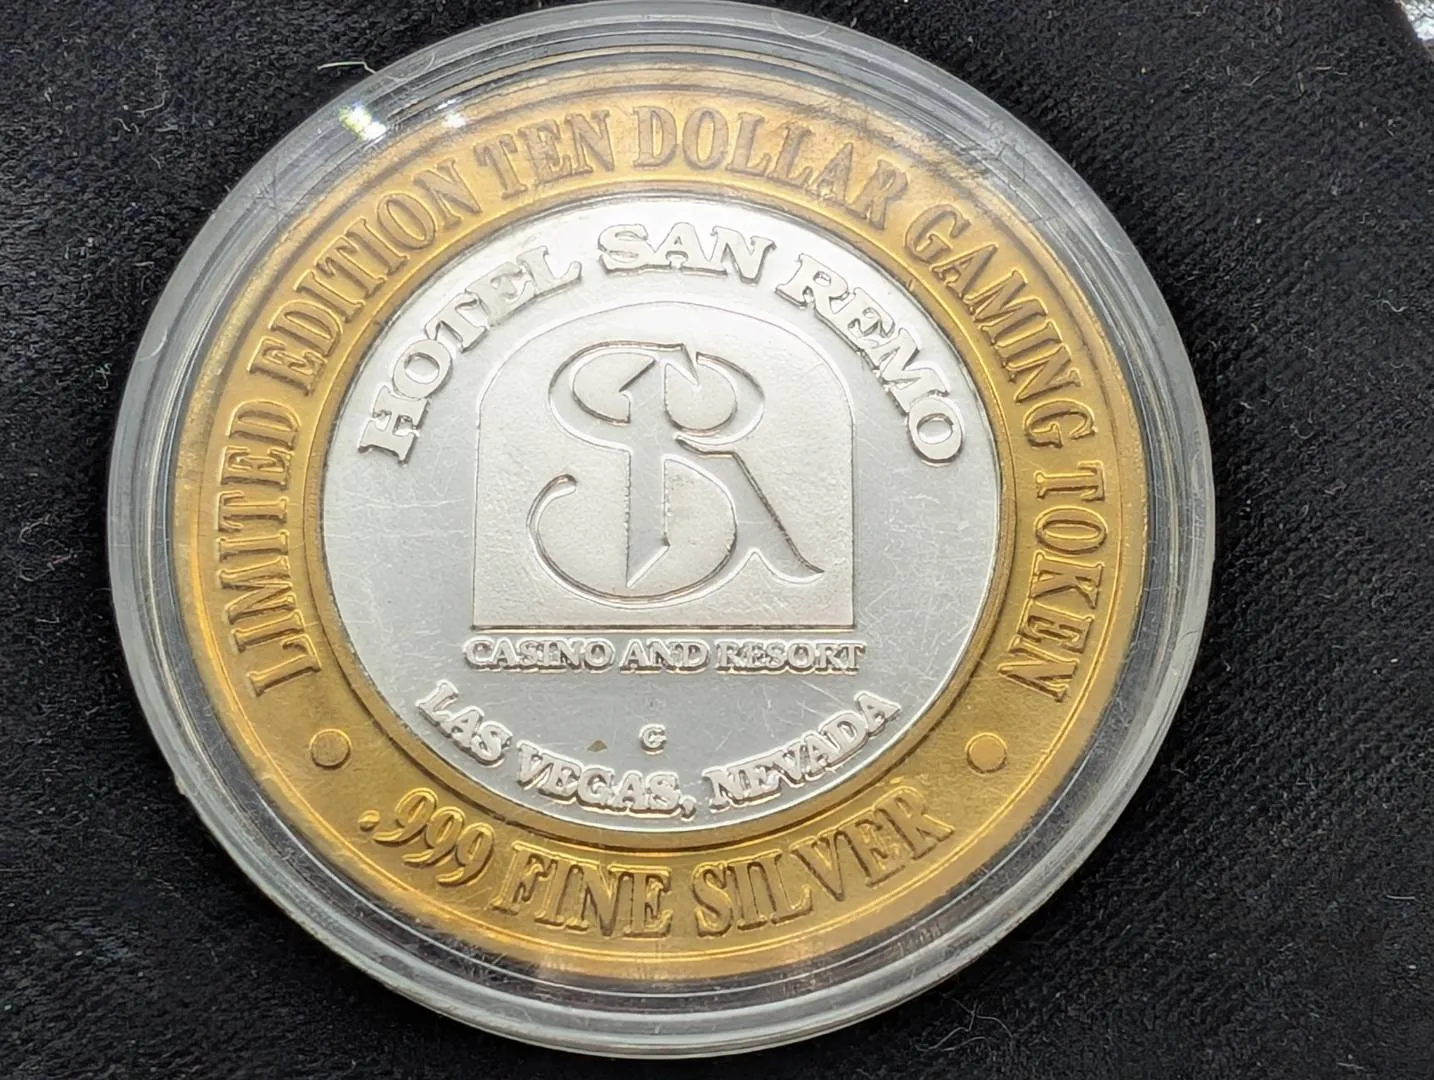 LIMITED EDITION TEN DOLLAR GAMING TOKEN
HOTEL SAN REMO
SR
CASINO AND RESORT
G
LAS VEGAS, NEVADA
.999 FINE SILVER